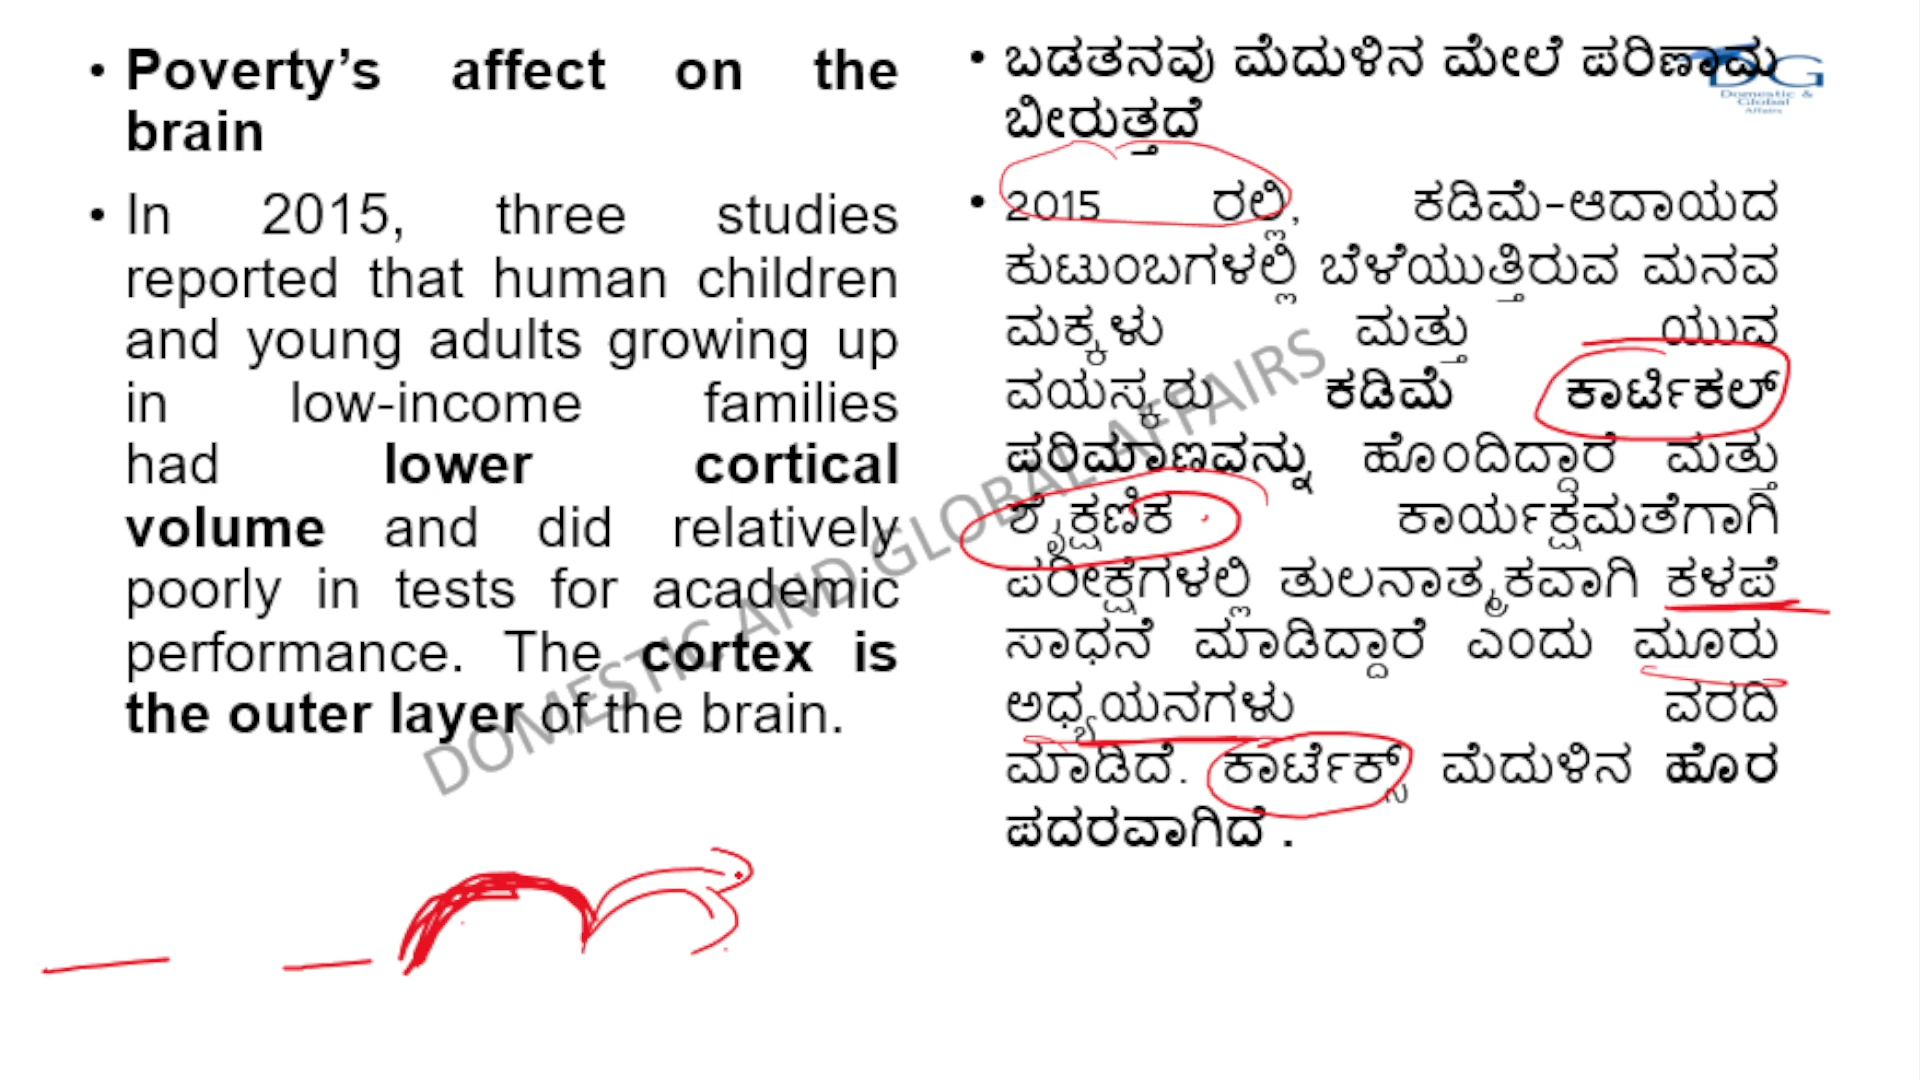 • Poverty’s affect on the
brain
• In 2015, three studies
reported that human children
and young adults growing up
in low-income families
had lower cortical
volume and did relatively
poorly in tests for academic
performance. The cortex is
the outer layer of the brain.
• ಬಡತನವು ಮೆದುಳಿನ ಮೇಲೆ ಪರಿಣಾಮ
ಬೀರುತ್ತದೆ
• 2015 ರಲ್ಲಿ, ಕಡಿಮೆ-ಆದಾಯದ
ಕುಟುಂಬಗಳಲ್ಲಿ ಬೆಳೆಯುತ್ತಿರುವ ಮನವ
ಮಕ್ಕಳು ಮತ್ತು ಯುವ
ವಯಸ್ಕರು ಕಡಿಮೆ ಕಾರ್ಟಿಕಲ್
ಪರಿಮಾಣವನ್ನು ಹೊಂದಿದ್ದಾರೆ ಮತ್ತು
ಶೈಕ್ಷಣಿಕ ಕಾರ್ಯಕ್ಷಮತೆಗಾಗಿ
ಪರೀಕ್ಷೆಗಳಲ್ಲಿ ತುಲನಾತ್ಮಕವಾಗಿ ಕಳಪೆ
ಸಾಧನೆ ಮಾಡಿದ್ದಾರೆ ಎಂದು ಮೂರು
ಅಧ್ಯಯನಗಳು ವರದಿ
ಮಾಡಿದೆ. ಕಾರ್ಟೆಕ್ಸ್ ಮೆದುಳಿನ ಹೊರ
ಪದರವಾಗಿದೆ .
DG
Domestic &
Global
Affairs
DOMESTIC AND GLOBAL AFFAIRS